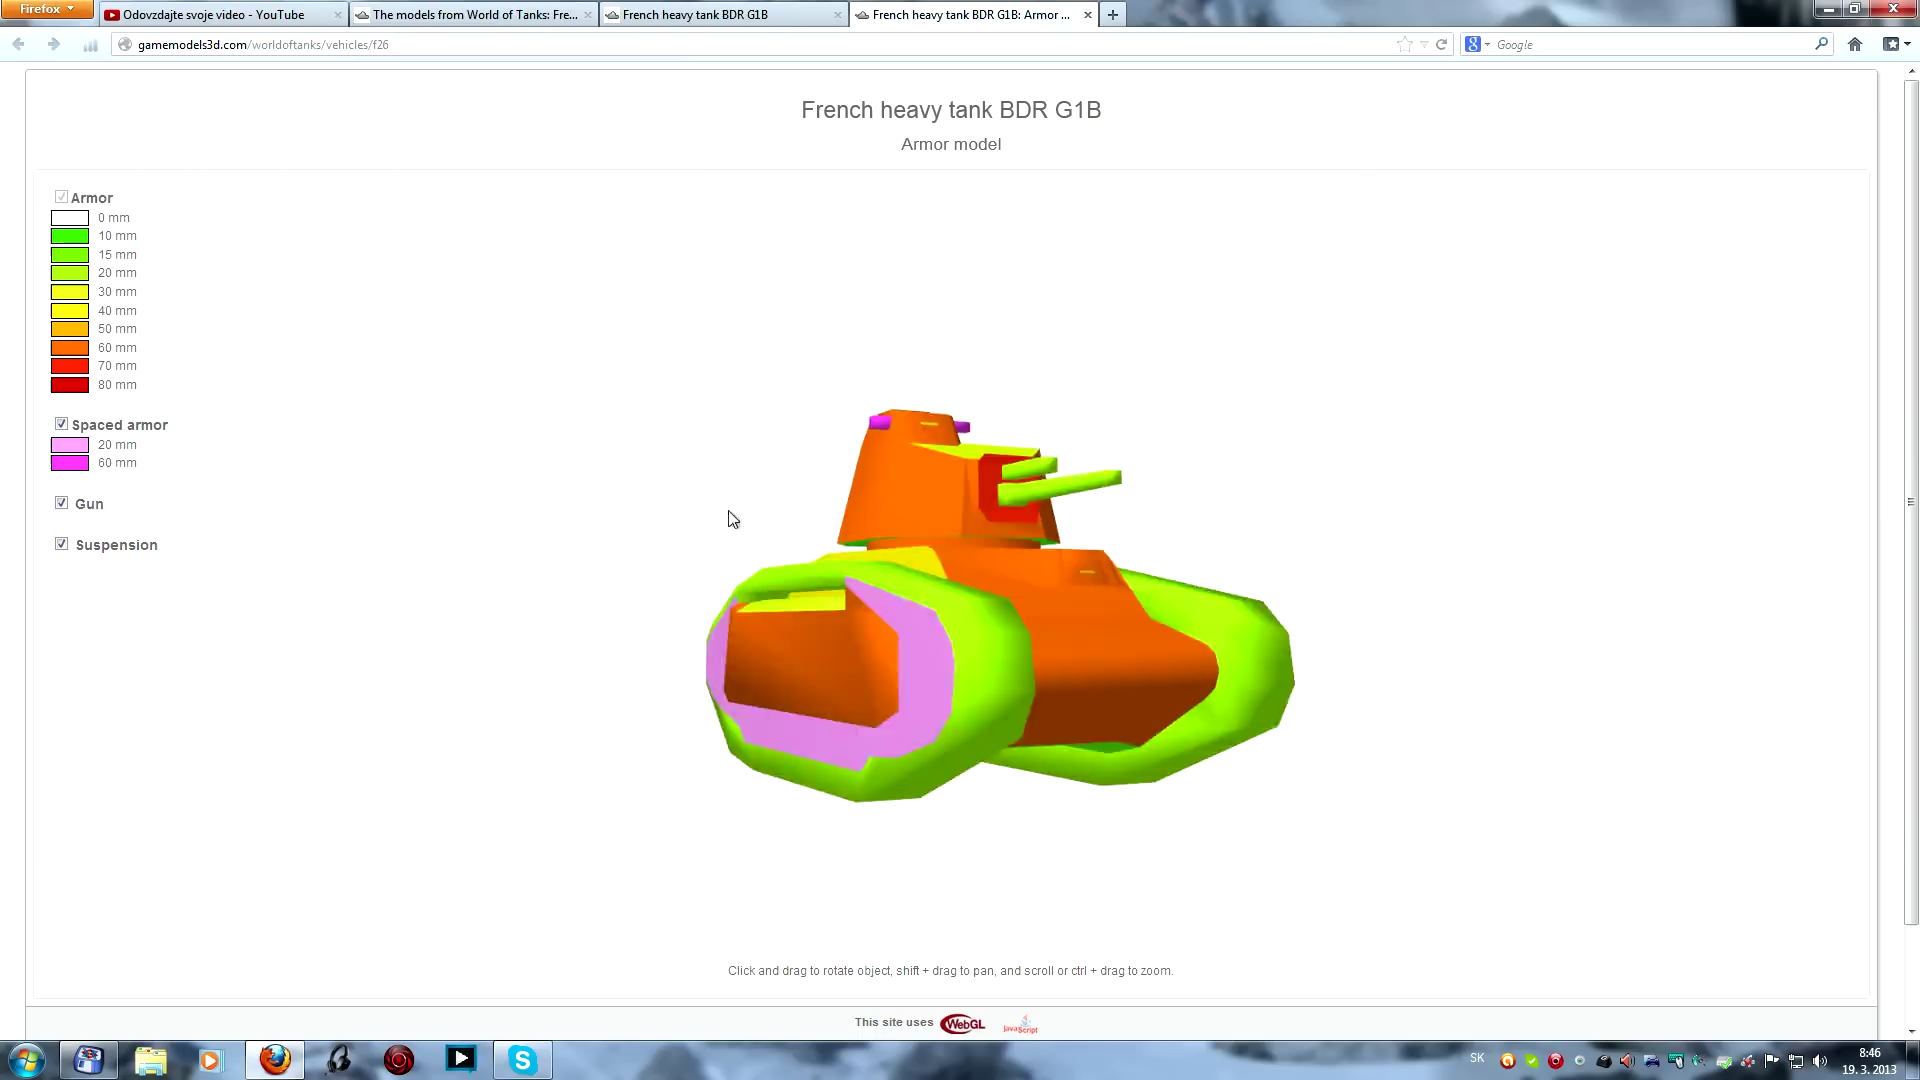 Firefox
Odovzdajte svoje video - YouTube
The models from World of Tanks: Fre...
French heavy tank BDR G1B
French heavy tank BDR G1B: Armor ...
gamemodels3d.com/worldoftanks/vehicles/f26
Google
French heavy tank BDR G1B
Armor model
Armor
0 mm
10 mm
15 mm
20 mm
30 mm
40 mm
50 mm
60 mm
70 mm
80 mm
Spaced armor
20 mm
60 mm
Gun
Suspension
Click and drag to rotate object, shift + drag to pan, and scroll or ctrl + drag to zoom.
This site uses WebGL JavaScript
SK
8:46
19. 3. 2013